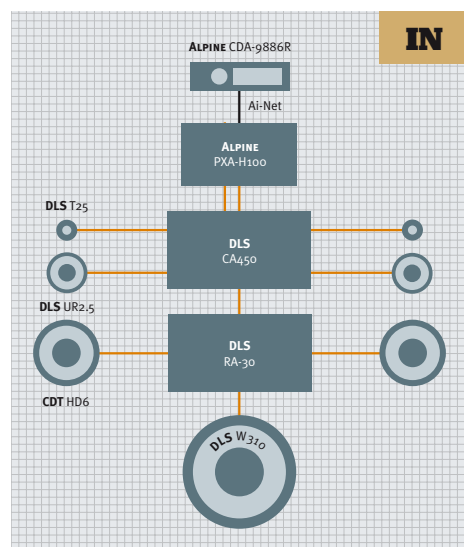 IN
Alpine CDA-9886R
Ai-Net
Alpine
PXA-H100
DLS T25
DLS
CA450
DLS UR2.5
DLS
RA-30
CDT HD6
DLS W310